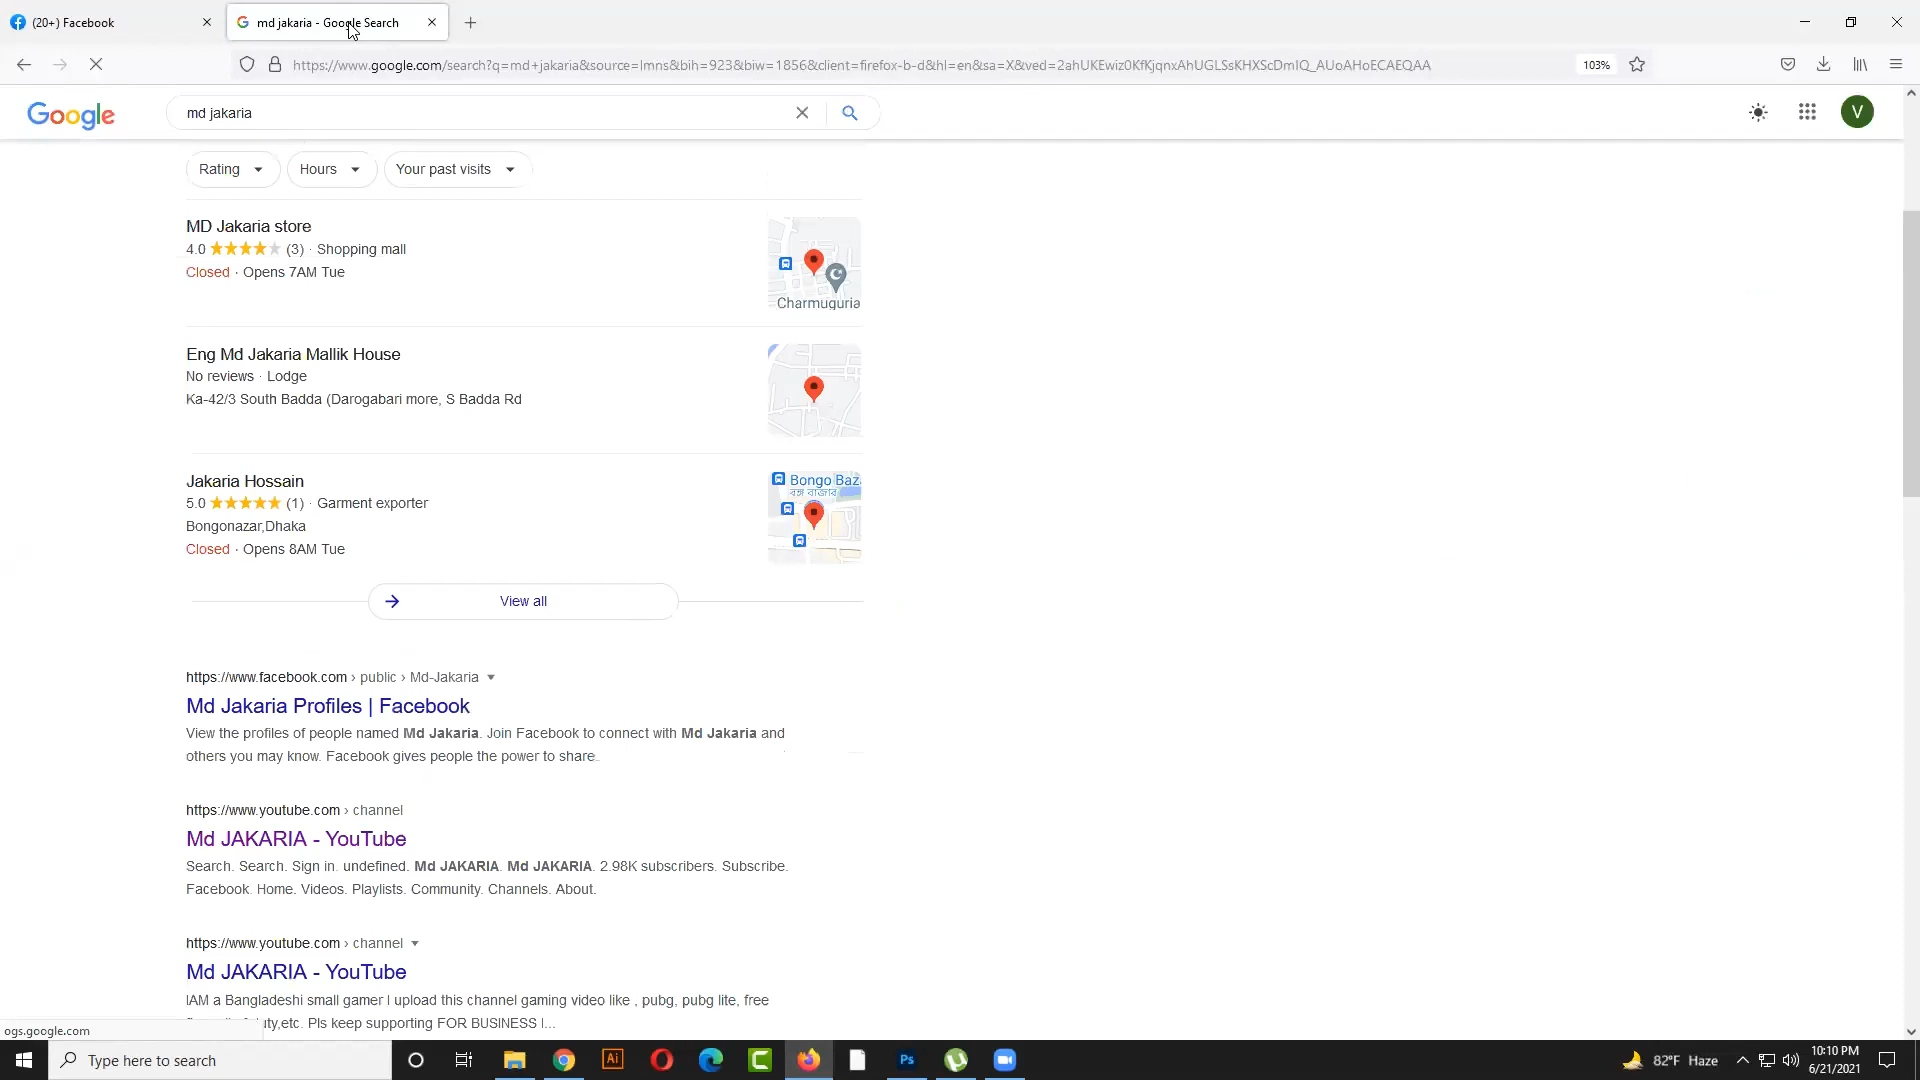 (20+) Facebook
md jakaria - Google Search
https://www.google.com/search?q=md+jakaria&source=lmns&bih=923&biw=1856&client=firefox-b-d&hl=en&sa=X&ved=2ahUKEwiz0KfKjqnxAhUGLSsKHXScDmIQ_AUoAHoECAEQAA
103%
Google
md jakaria
V
Rating
Hours
Your past visits
MD Jakaria store
4.0 (3) · Shopping mall
Closed · Opens 7AM Tue
Charmuguria
Eng Md Jakaria Mallik House
No reviews · Lodge
Ka-42/3 South Badda (Darogabari more, S Badda Rd
Jakaria Hossain
5.0 (1) · Garment exporter
Bongonazar,Dhaka
Closed · Opens 8AM Tue
Bongo Baza
বঙ্গ বাজার
View all
https://www.facebook.com › public › Md-Jakaria
Md Jakaria Profiles | Facebook
View the profiles of people named Md Jakaria. Join Facebook to connect with Md Jakaria and
others you may know. Facebook gives people the power to share.
https://www.youtube.com › channel
Md JAKARIA - YouTube
Search. Search. Sign in. undefined. Md JAKARIA. Md JAKARIA. 2.98K subscribers. Subscribe.
Facebook. Home. Videos. Playlists. Community. Channels. About.
https://www.youtube.com › channel
Md JAKARIA - YouTube
IAM a Bangladeshi small gamer I upload this channel gaming video like , pubg, pubg lite, free
uty,etc. Pls keep supporting FOR BUSINESS I...
ogs.google.com
Type here to search
Ai
Ps
82°F Haze
10:10 PM
6/21/2021